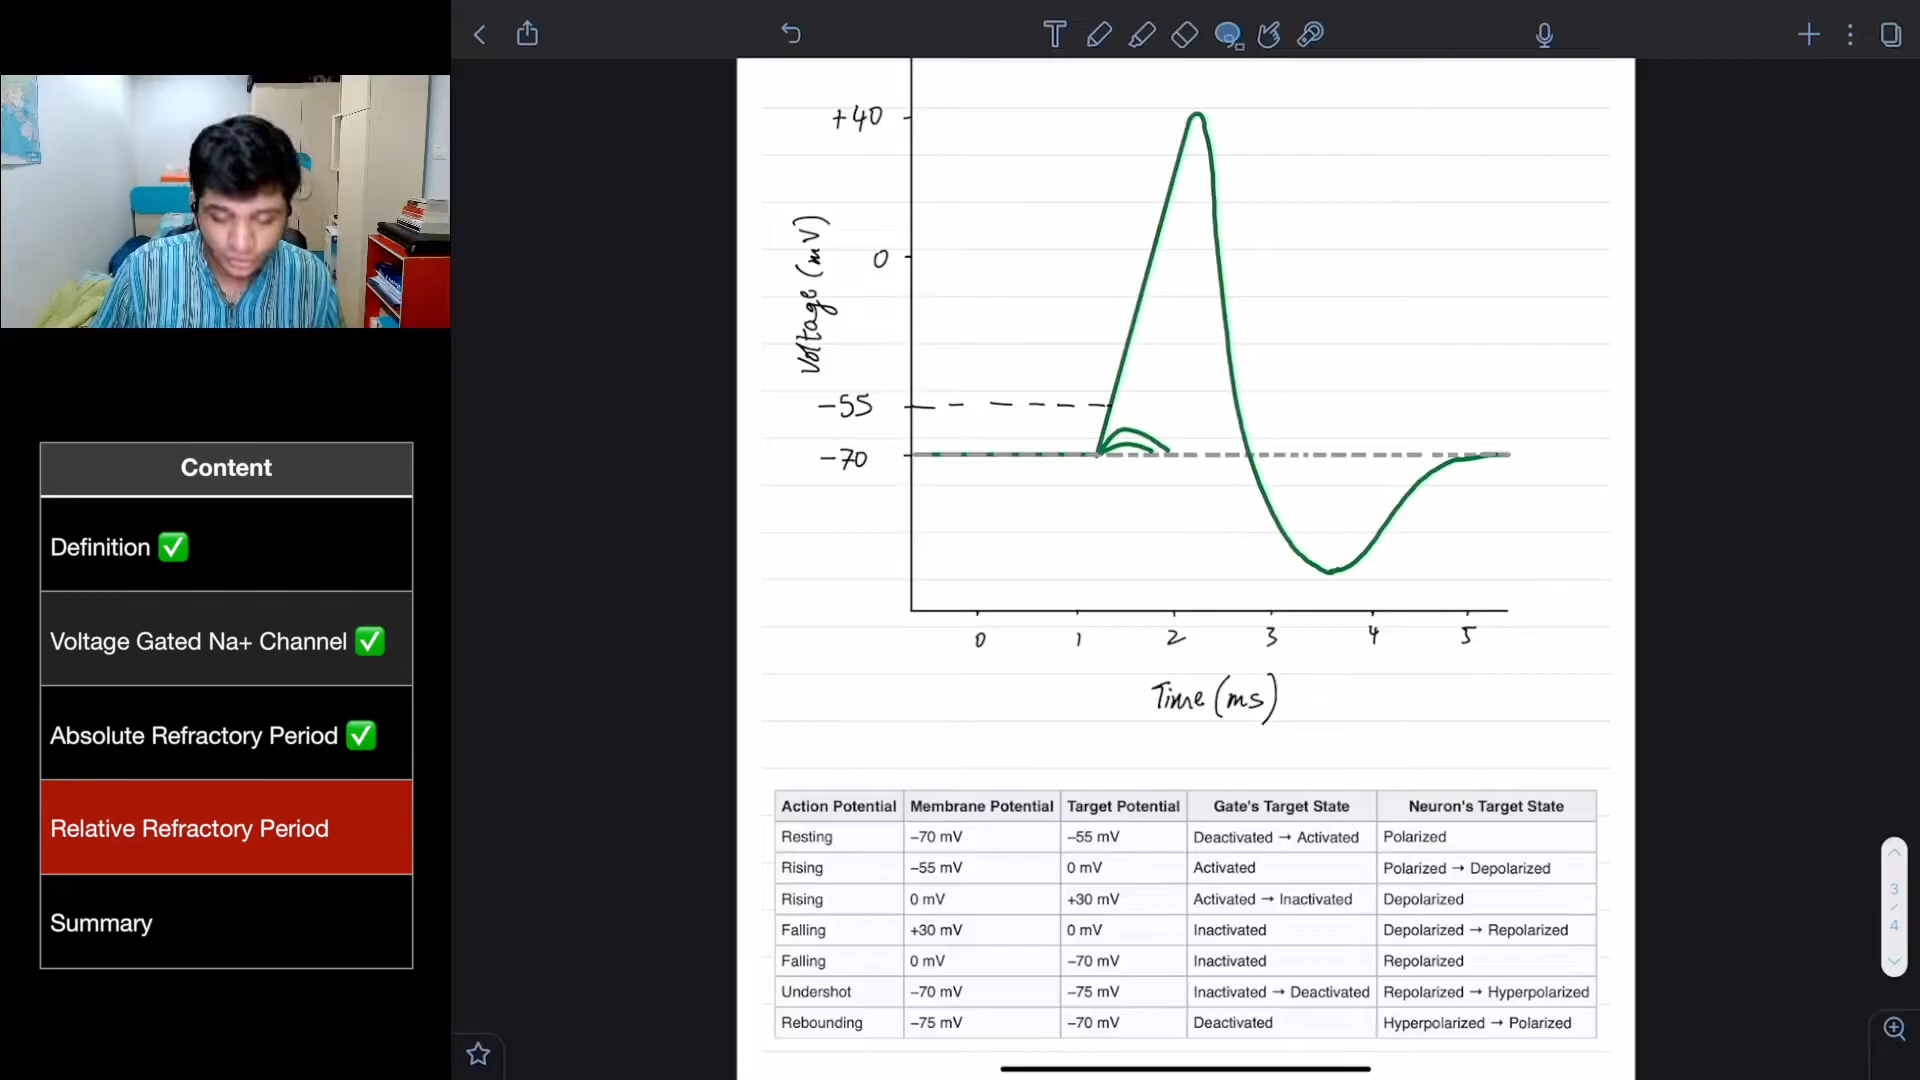 Content
Definition ✅
Voltage Gated Na+ Channel ✅
Absolute Refractory Period ✅
Relative Refractory Period
Summary
+40
0
-55
-70
Voltage (mV)
0 1 2 3 4 5
Time (ms)
Action Potential Membrane Potential Target Potential Gate's Target State Neuron's Target State
Resting –70 mV –55 mV Deactivated → Activated Polarized
Rising –55 mV 0 mV Activated Polarized → Depolarized
Rising 0 mV +30 mV Activated → Inactivated Depolarized
Falling +30 mV 0 mV Inactivated Depolarized → Repolarized
Falling 0 mV –70 mV Inactivated Repolarized
Undershot –70 mV –75 mV Inactivated → Deactivated Repolarized → Hyperpolarized
Rebounding –75 mV –70 mV Deactivated Hyperpolarized → Polarized
3
/
4